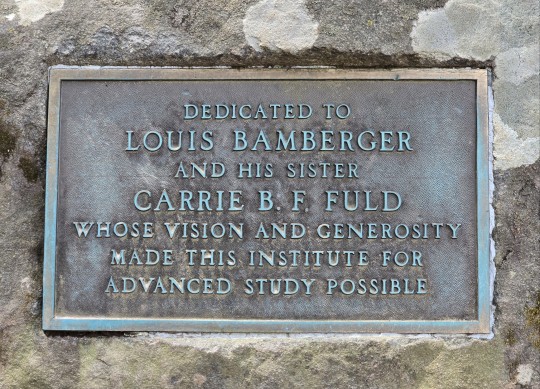 DEDICATED TO
LOUIS BAMBERGER
AND HIS SISTER
CARRIE B. F. FULD
WHOSE VISION AND GENEROSITY
MADE THIS INSTITUTE FOR
ADVANCED STUDY POSSIBLE